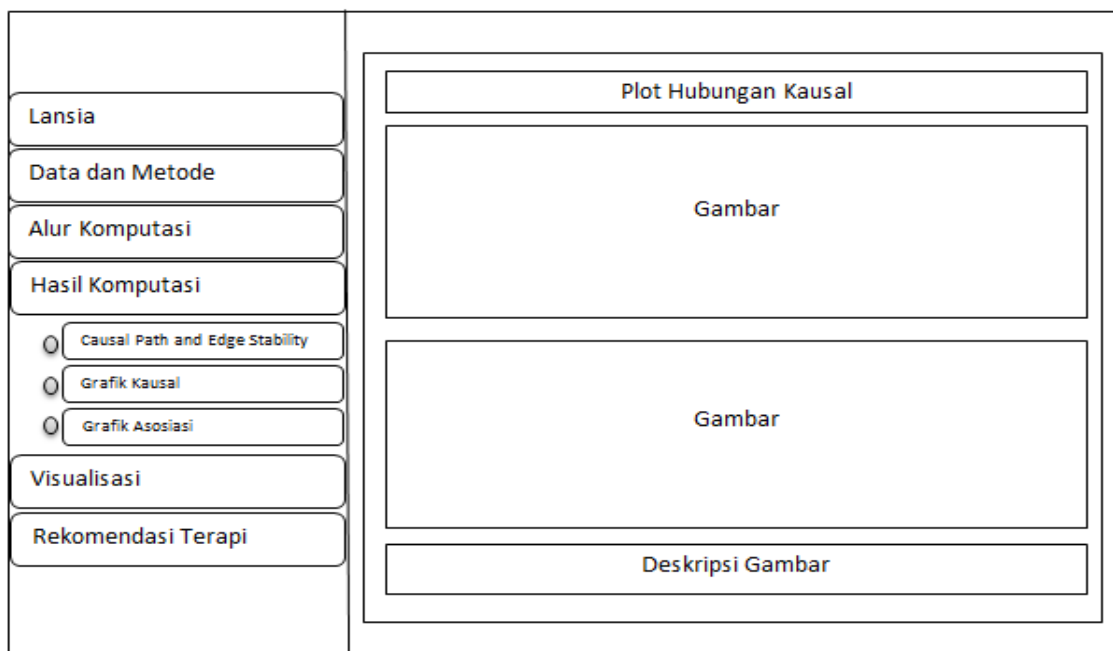 Lansia
Data dan Metode
Alur Komputasi
Hasil Komputasi
Causal Path and Edge Stability
Grafik Kausal
Grafik Asosiasi
Visualisasi
Rekomendasi Terapi
Plot Hubungan Kausal
Gambar
Gambar
Deskripsi Gambar